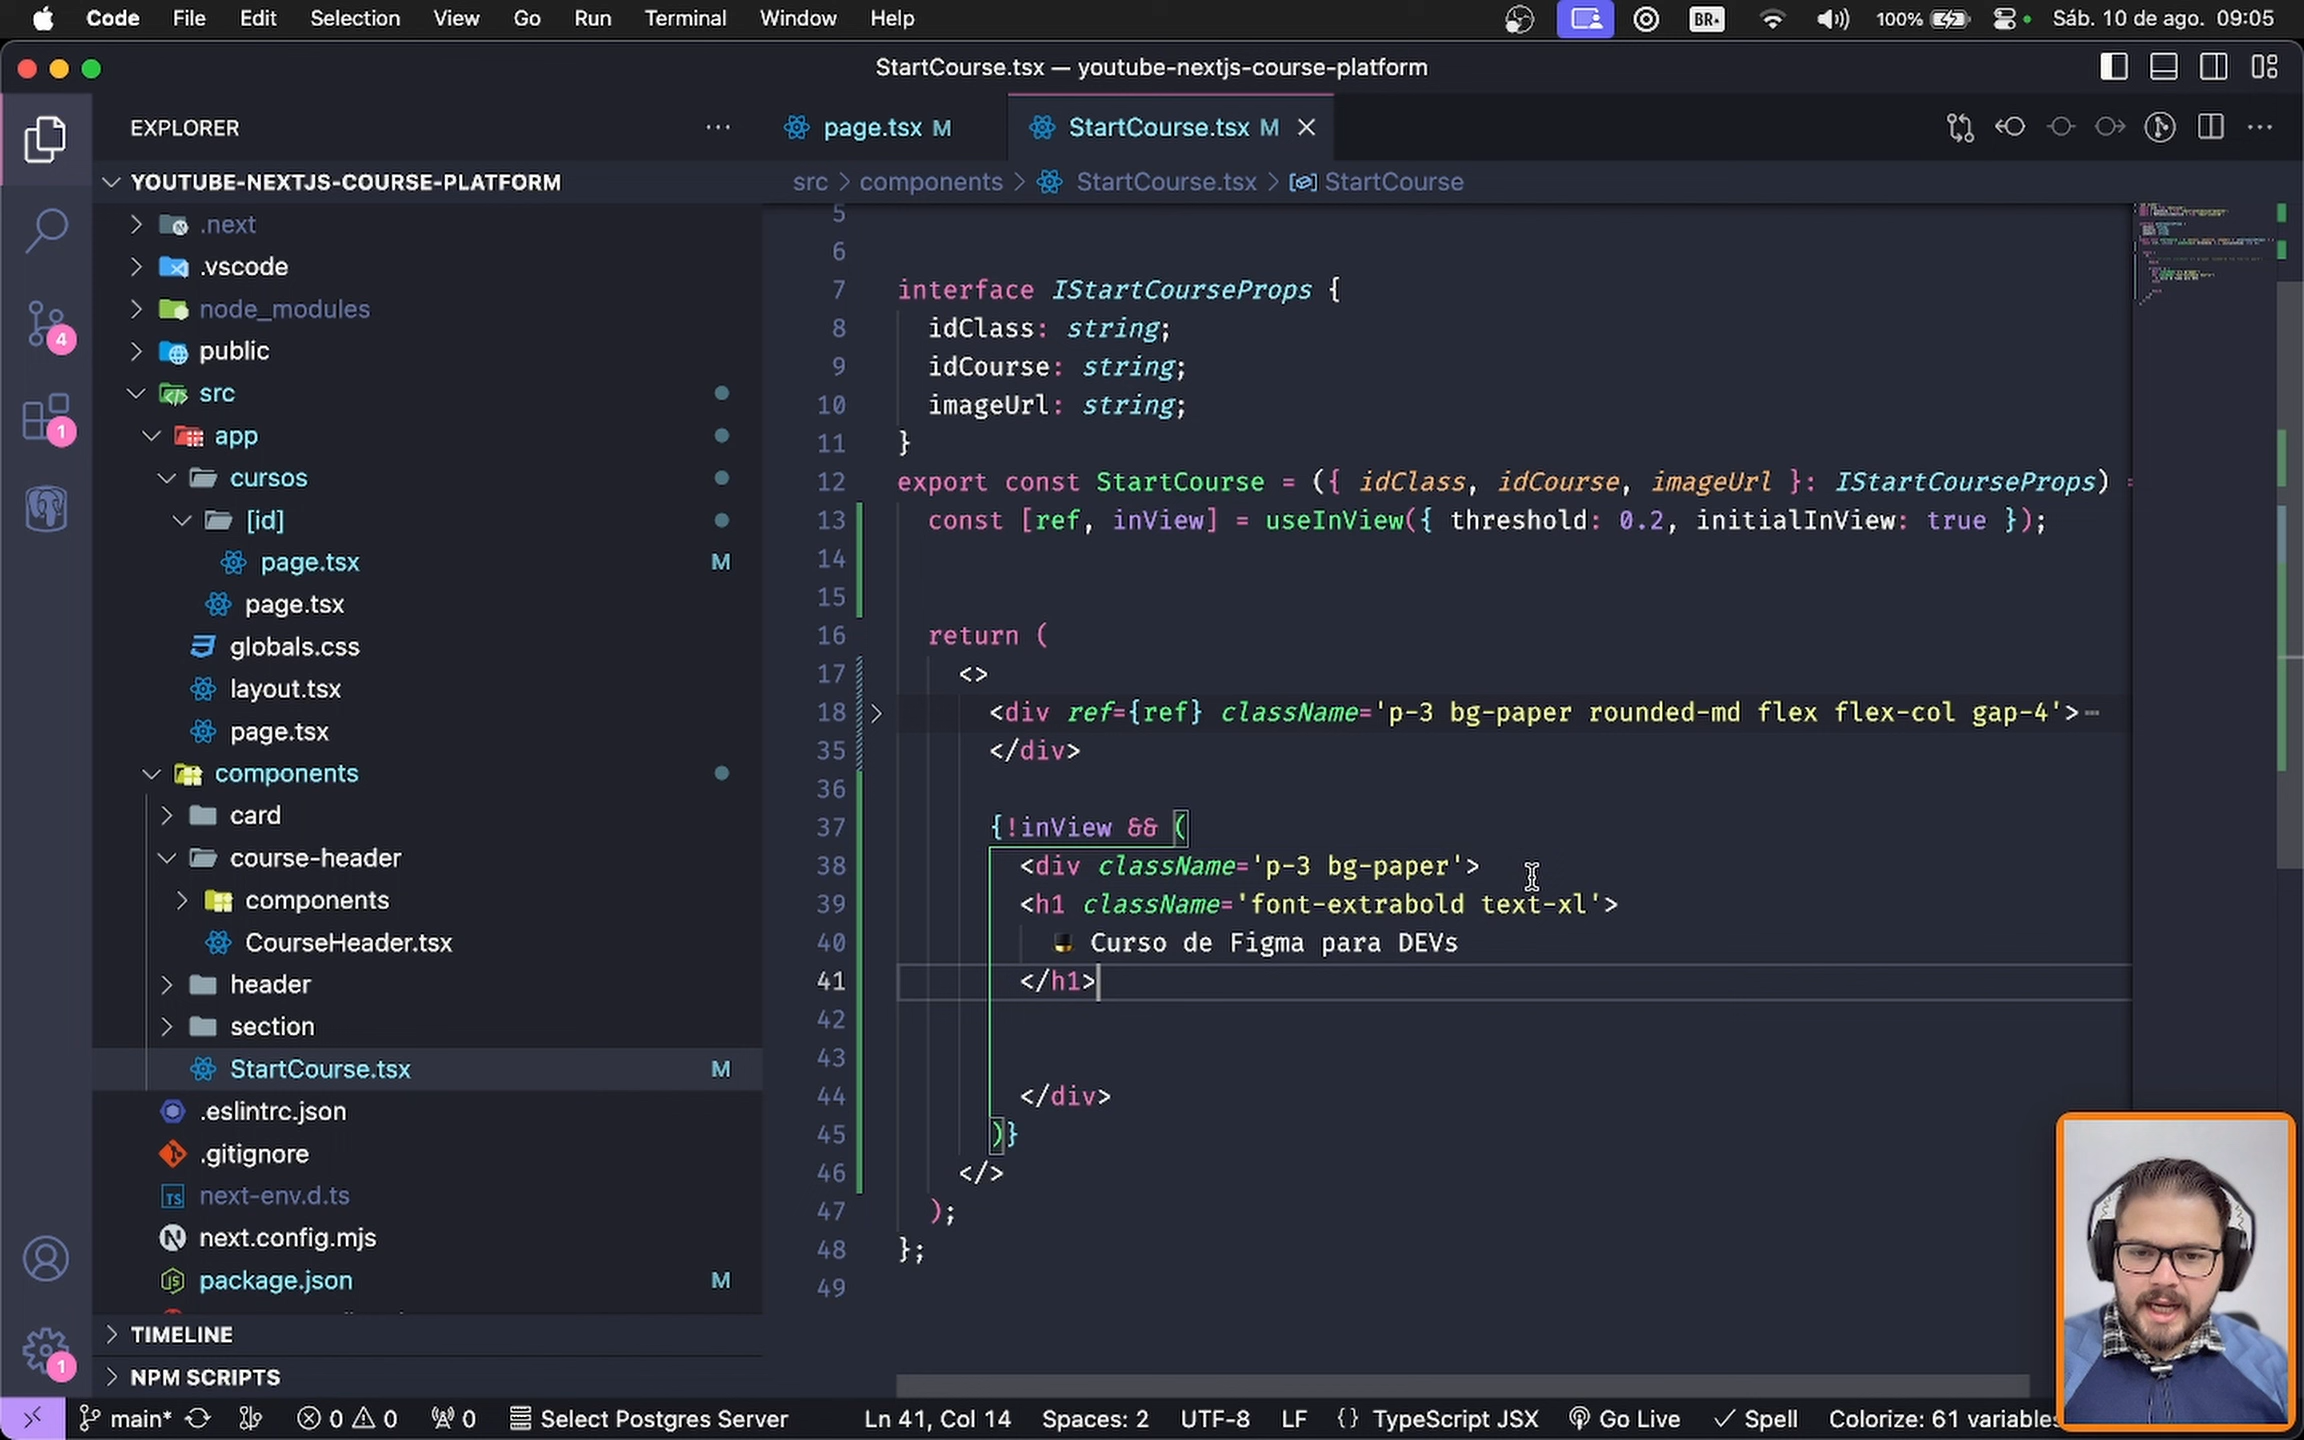 Code File Edit Selection View Go Run Terminal Window Help BR 100% Sáb. 10 de ago. 09:05
StartCourse.tsx — youtube-nextjs-course-platform
EXPLORER
page.tsx M
StartCourse.tsx M
YOUTUBE-NEXTJS-COURSE-PLATFORM
src > components > StartCourse.tsx > StartCourse
.next
.vscode
node_modules
public
src
app
cursos
[id]
page.tsx M
page.tsx
globals.css
layout.tsx
page.tsx
components
card
course-header
components
CourseHeader.tsx
header
section
StartCourse.tsx M
.eslintrc.json
.gitignore
next-env.d.ts
next.config.mjs
package.json M
TIMELINE
NPM SCRIPTS
4
1
1
5
6
7 interface IStartCourseProps {
8 idClass: string;
9 idCourse: string;
10 imageUrl: string;
11 }
12 export const StartCourse = ({ idClass, idCourse, imageUrl }: IStartCourseProps) =
13 const [ref, inView] = useInView({ threshold: 0.2, initialInView: true });
14
15
16 return (
17 <>
18 <div ref={ref} className='p-3 bg-paper rounded-md flex flex-col gap-4'>
35 </div>
36
37 {!inView && (
38 <div className='p-3 bg-paper'>
39 <h1 className='font-extrabold text-xl'>
40 Curso de Figma para DEVs
41 </h1>
42
43
44 </div>
45 )}
46 </>
47 );
48 };
49
main* 0 0 0 Select Postgres Server Ln 41, Col 14 Spaces: 2 UTF-8 LF {} TypeScript JSX Go Live Spell Colorize: 61 variables